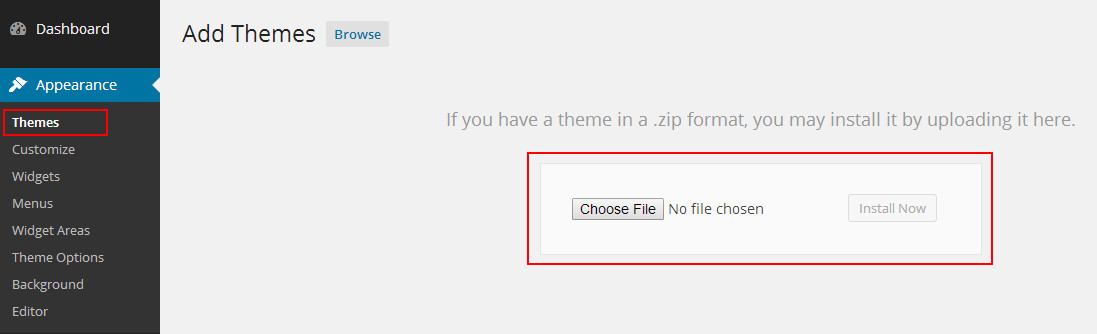 Dashboard
Appearance
Themes
Customize
Widgets
Menus
Widget Areas
Theme Options
Background
Editor
Add Themes Browse
If you have a theme in a .zip format, you may install it by uploading it here.
Choose File No file chosen Install Now